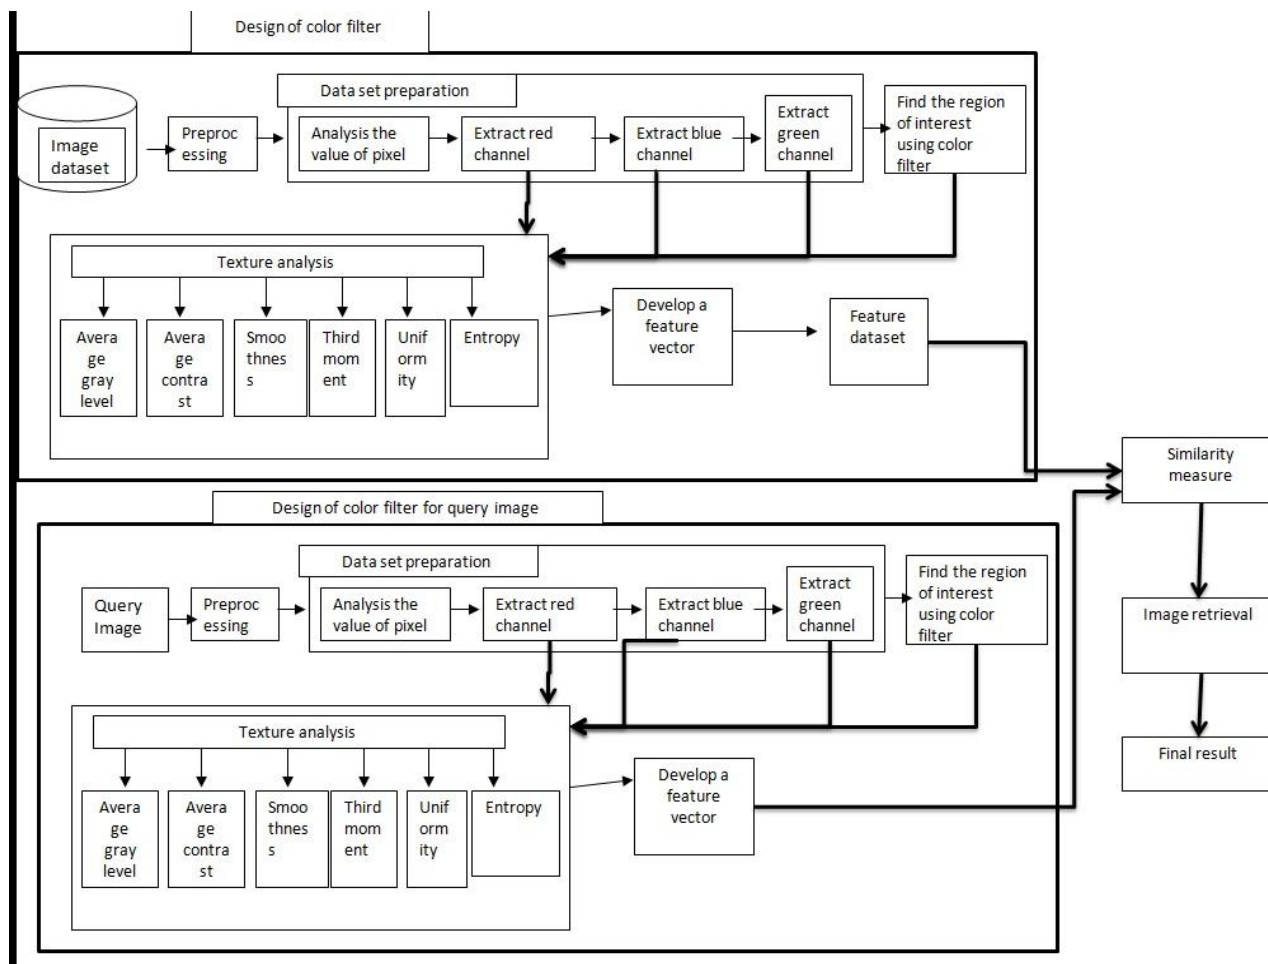 Design of color filter
Data set preparation
Image
dataset
Preproc
essing
Analysis the
value of pixel
Extract red
channel
Extract blue
channel
Extract
green
channel
Find the region
of interest
using color
filter
Texture analysis
Avera
ge
gray
level
Avera
ge
contra
st
Smoo
thnes
s
Third
mom
ent
Unif
orm
ity
Entropy
Develop a
feature
vector
Feature
dataset
Similarity
measure
Image retrieval
Final result
Design of color filter for query image
Data set preparation
Query
Image
Preproc
essing
Analysis the
value of pixel
Extract red
channel
Extract blue
channel
Extract
green
channel
Find the region
of interest
using color
filter
Texture analysis
Avera
ge
gray
level
Avera
ge
contra
st
Smoo
thnes
s
Third
mom
ent
Unif
orm
ity
Entropy
Develop a
feature
vector